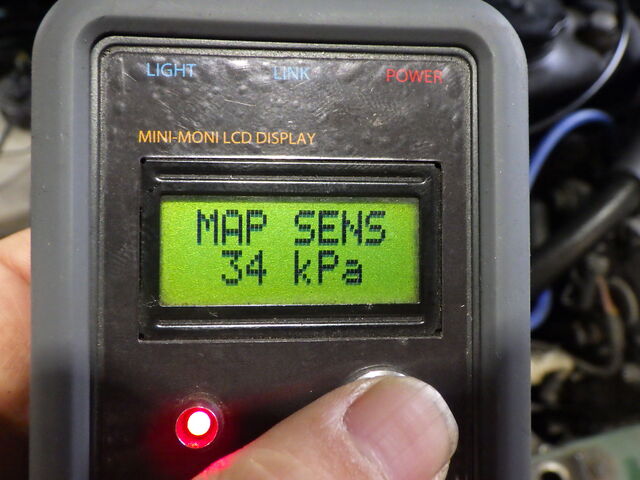 LIGHT LINK POWER
MINI-MONI LCD DISPLAY
MAP SENS
34 kPa